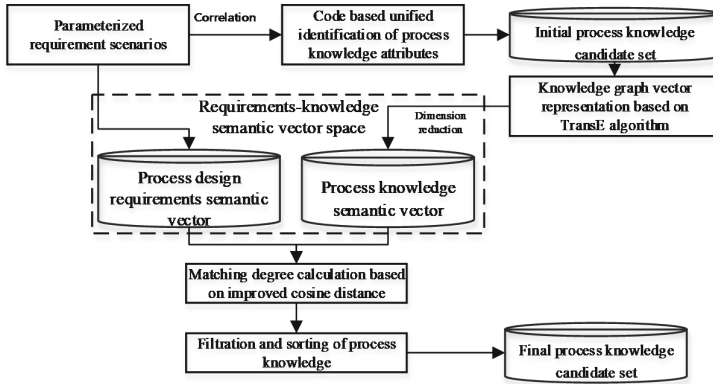 Parameterized
requirement scenarios
Correlation
Code based unified
identification of process
knowledge attributes
Initial process knowledge
candidate set
Knowledge graph vector
representation based on
TransE algorithm
Requirements-knowledge
semantic vector space
Dimension
reduction
Process design
requirements semantic
vector
Process knowledge
semantic vector
Matching degree calculation based
on improved cosine distance
Filtration and sorting of process
knowledge
Final process knowledge
candidate set